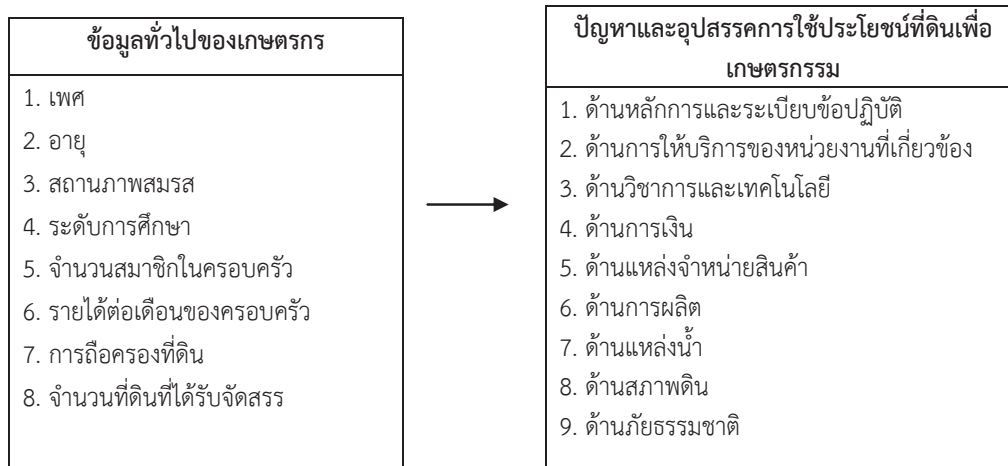 ข้อมูลทั่วไปของเกษตรกร
1. เพศ
2. อายุ
3. สถานภาพสมรส
4. ระดับการศึกษา
5. จำนวนสมาชิกในครอบครัว
6. รายได้ต่อเดือนของครอบครัว
7. การถือครองที่ดิน
8. จำนวนที่ดินที่ได้รับจัดสรร
ปัญหาและอุปสรรคการใช้ประโยชน์ที่ดินเพื่อ
เกษตรกรรม
1. ด้านหลักการและระเบียบข้อปฏิบัติ
2. ด้านการให้บริการของหน่วยงานที่เกี่ยวข้อง
3. ด้านวิชาการและเทคโนโลยี
4. ด้านการเงิน
5. ด้านแหล่งจำหน่ายสินค้า
6. ด้านการผลิต
7. ด้านแหล่งน้ำ
8. ด้านสภาพดิน
9. ด้านภัยธรรมชาติ